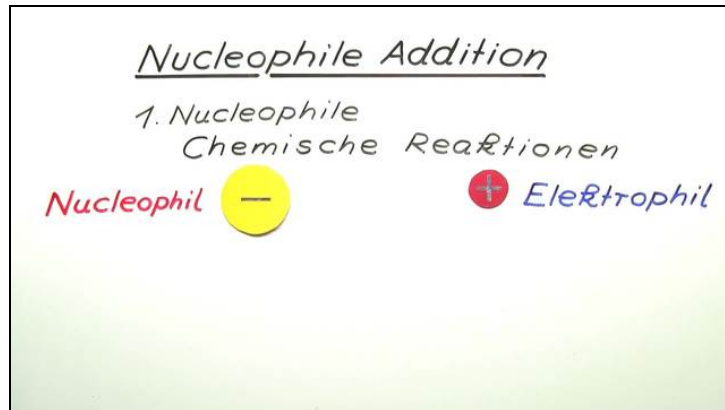 Nucleophile Addition
1. Nucleophile
Chemische Reaktionen
Nucleophil − + Elektrophil